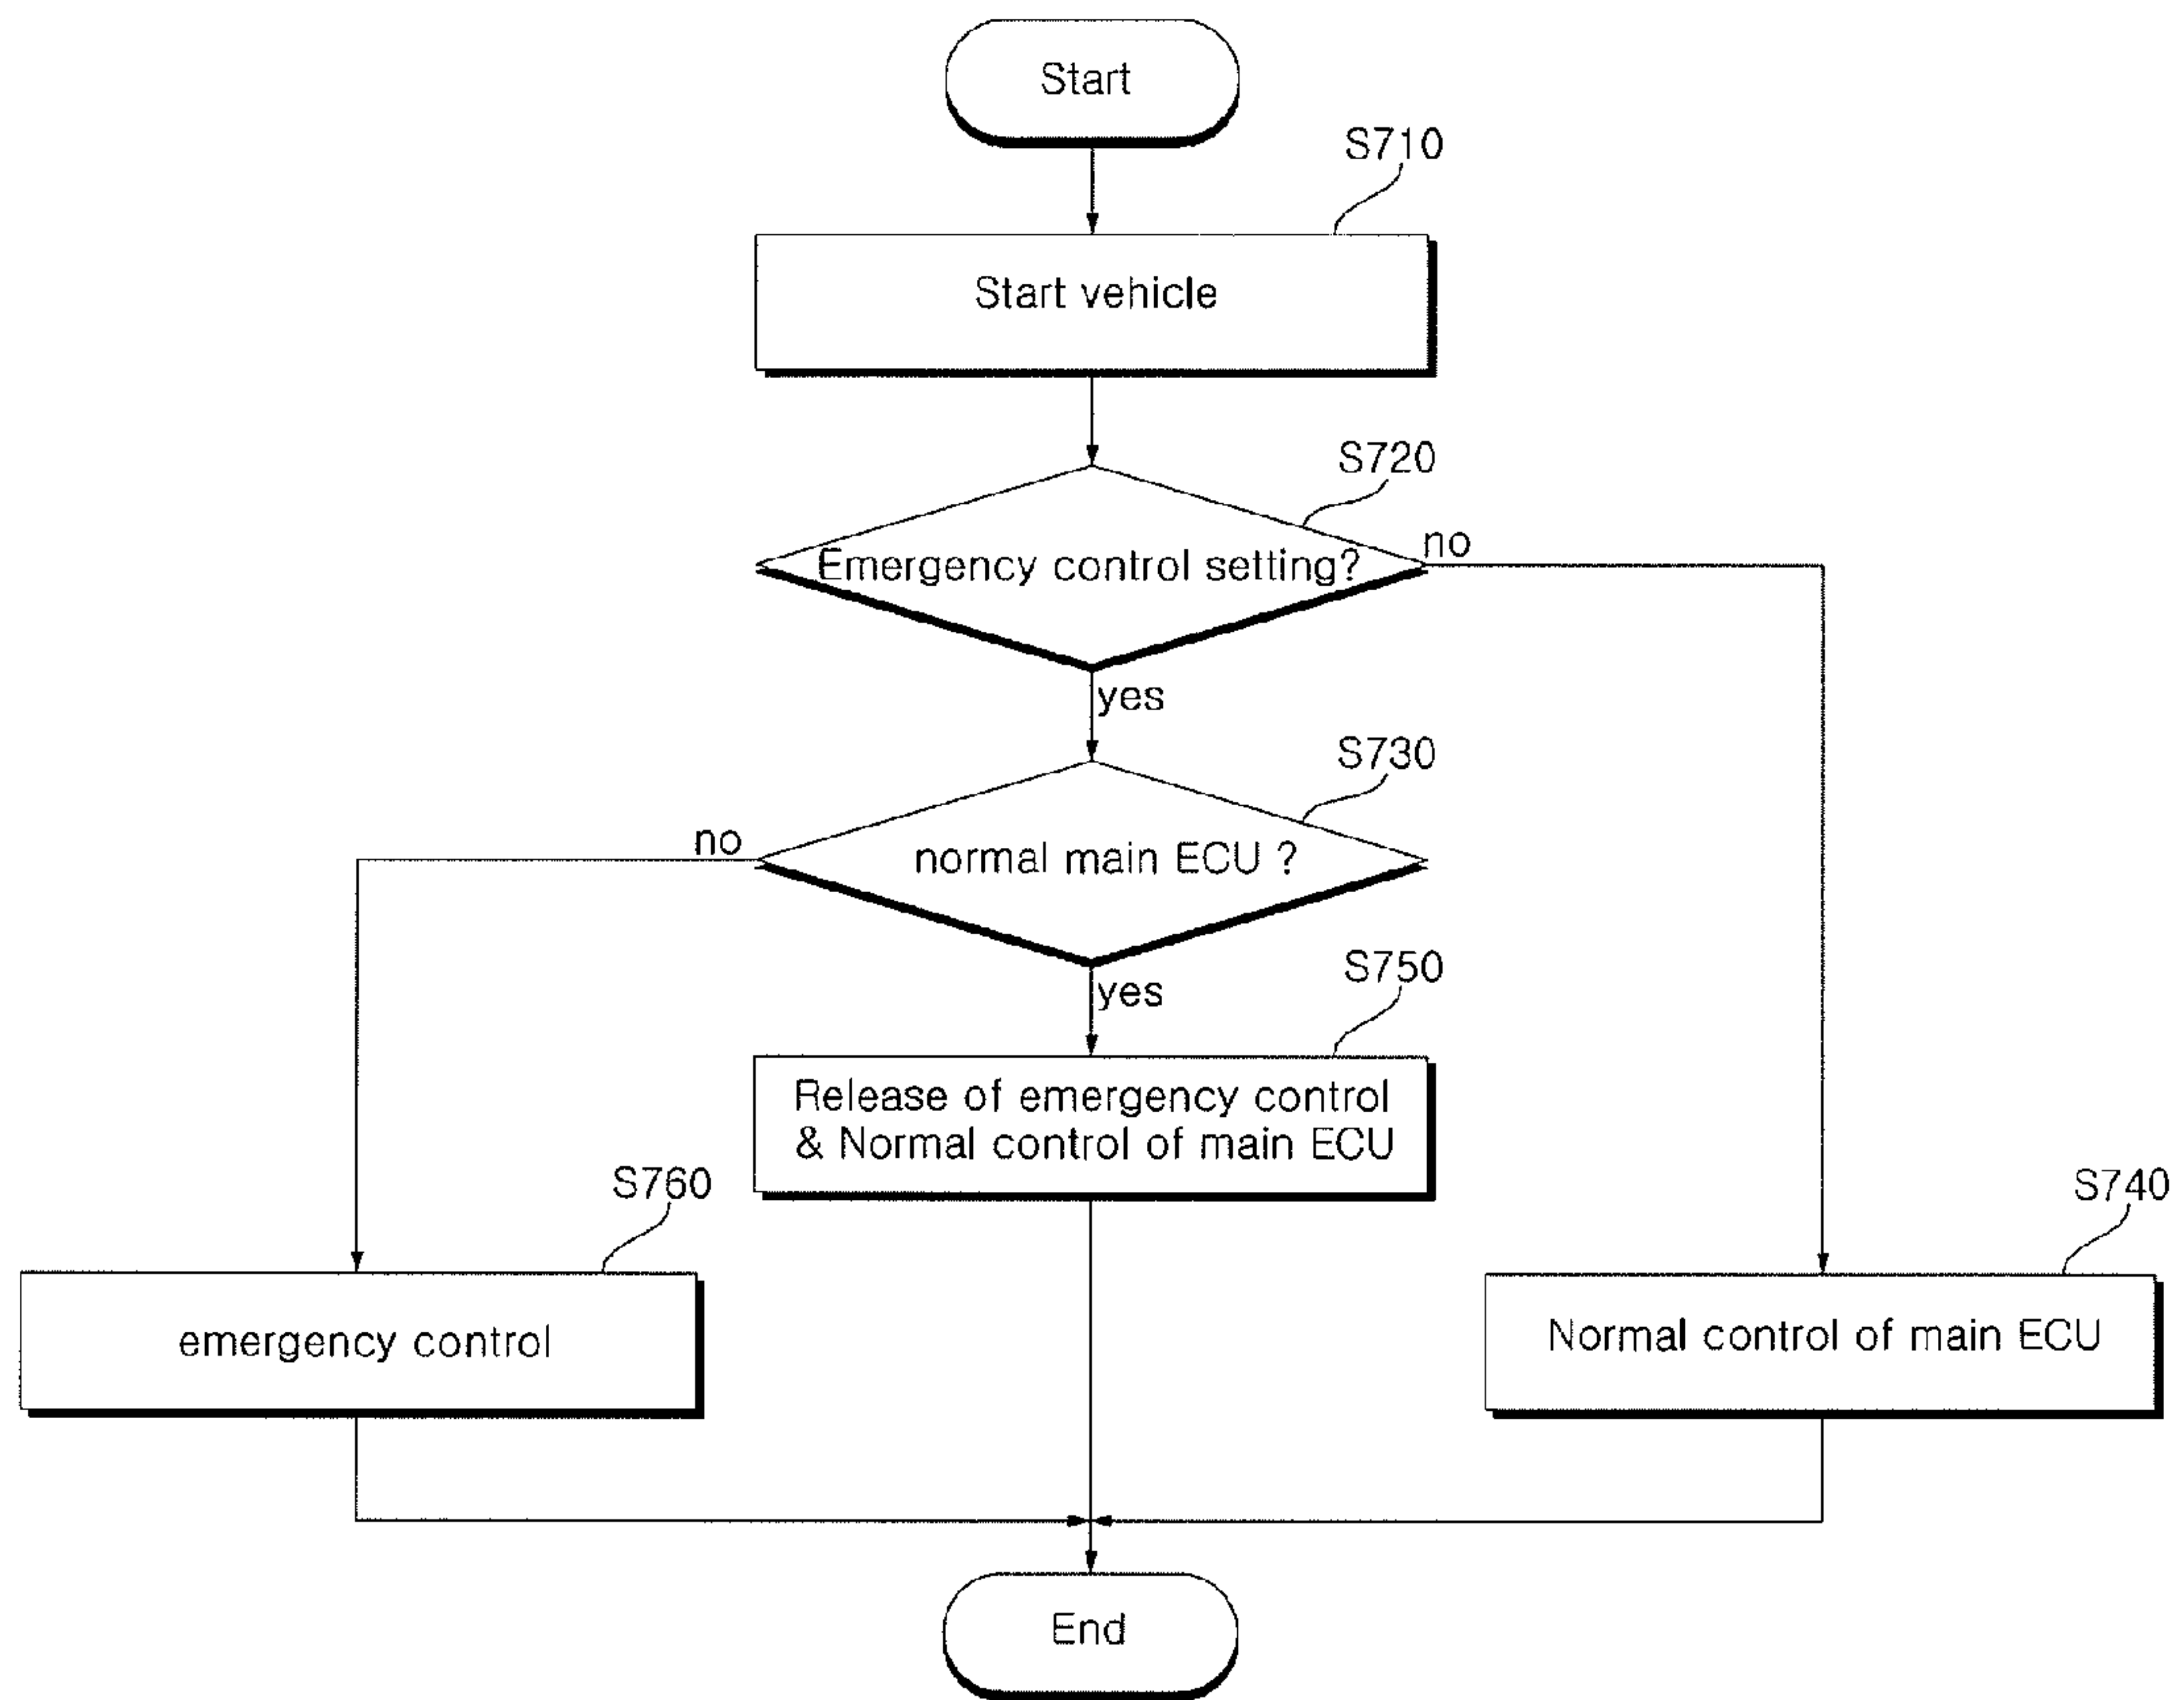 Start
S710
Start vehicle
S720
Emergency control setting?
no
yes
S730
no
normal main ECU ?
yes
S750
Release of emergency control
& Normal control of main ECU
S760
emergency control
S740
Normal control of main ECU
End